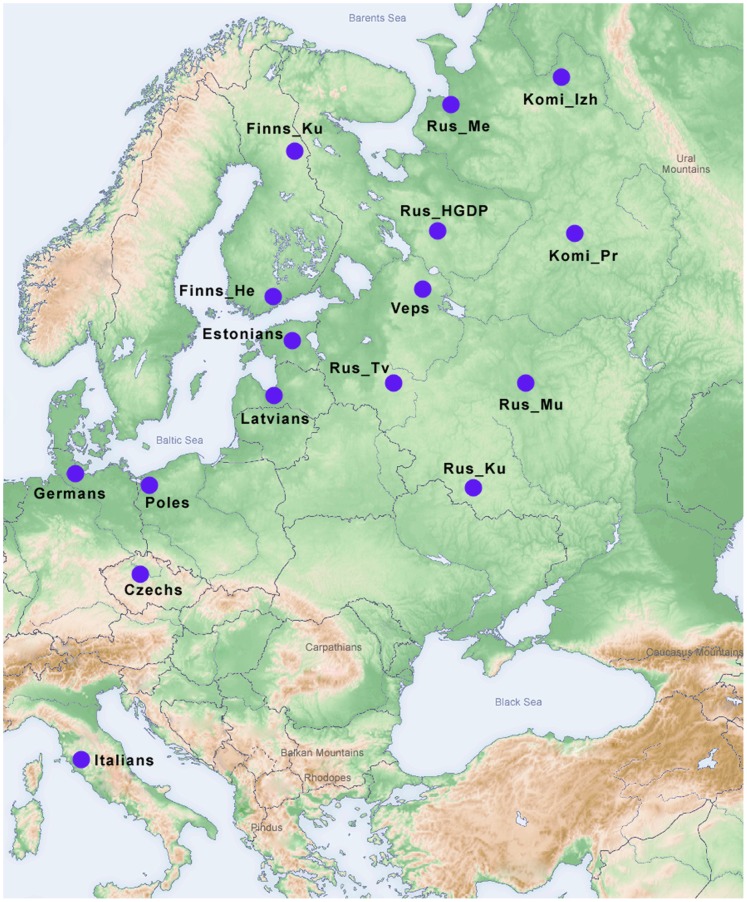 Barents Sea
Komi_Izh
Rus_Me
Finns_Ku
Ural
Mountains
Rus_HGDP
Komi_Pr
Finns_He
Veps
Estonians
Rus_Tv
Rus_Mu
Latvians
Baltic Sea
Rus_Ku
Germans
Poles
Czechs
Carpathians
Caucasus Mountains
Black Sea
Balkan Mountains
Italians
Rhodopes
Pindus